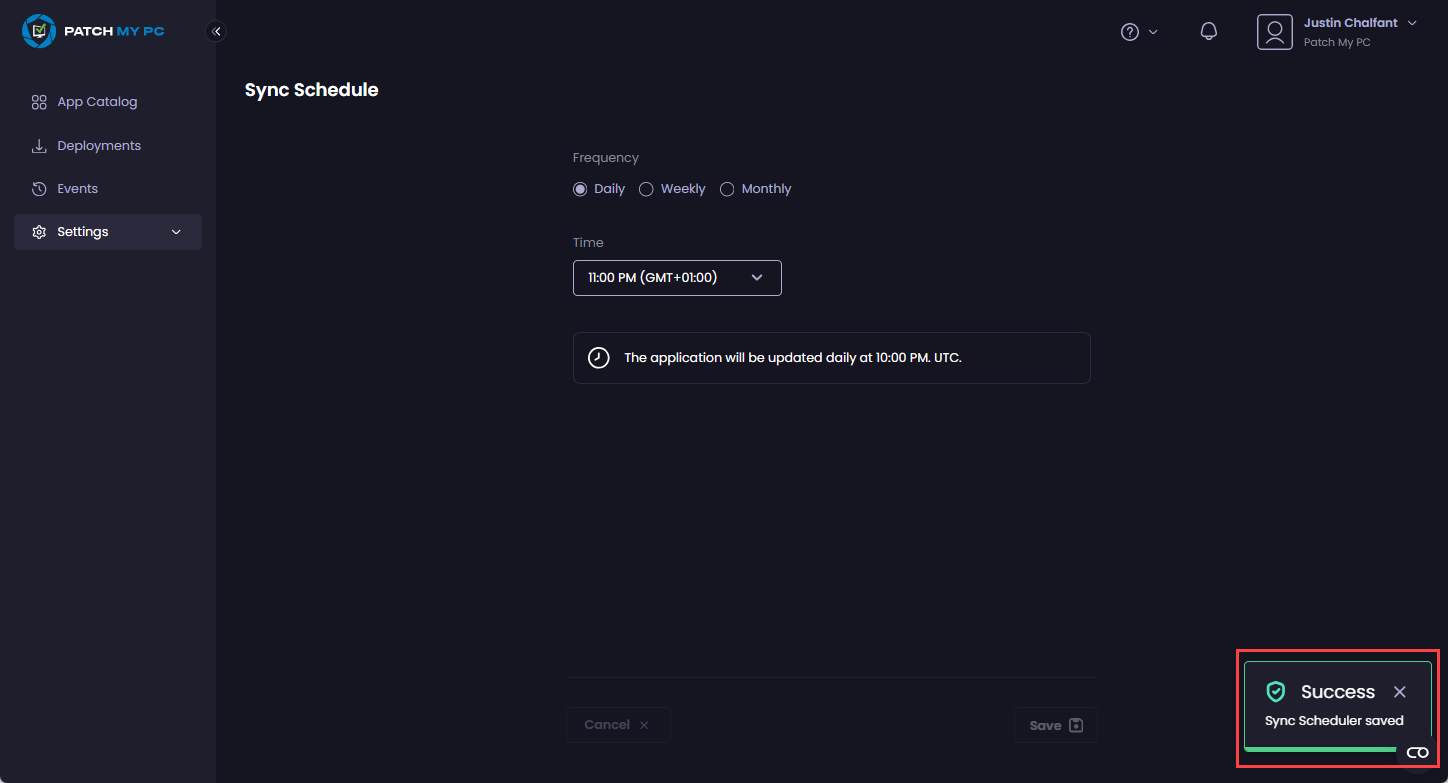 PATCH MY PC
Justin Chalfant
Patch My PC
App Catalog
Deployments
Events
Settings
Sync Schedule
Frequency
Daily Weekly Monthly
Time
11:00 PM (GMT+01:00)
The application will be updated daily at 10:00 PM. UTC.
Cancel
Save
Success
Sync Scheduler saved